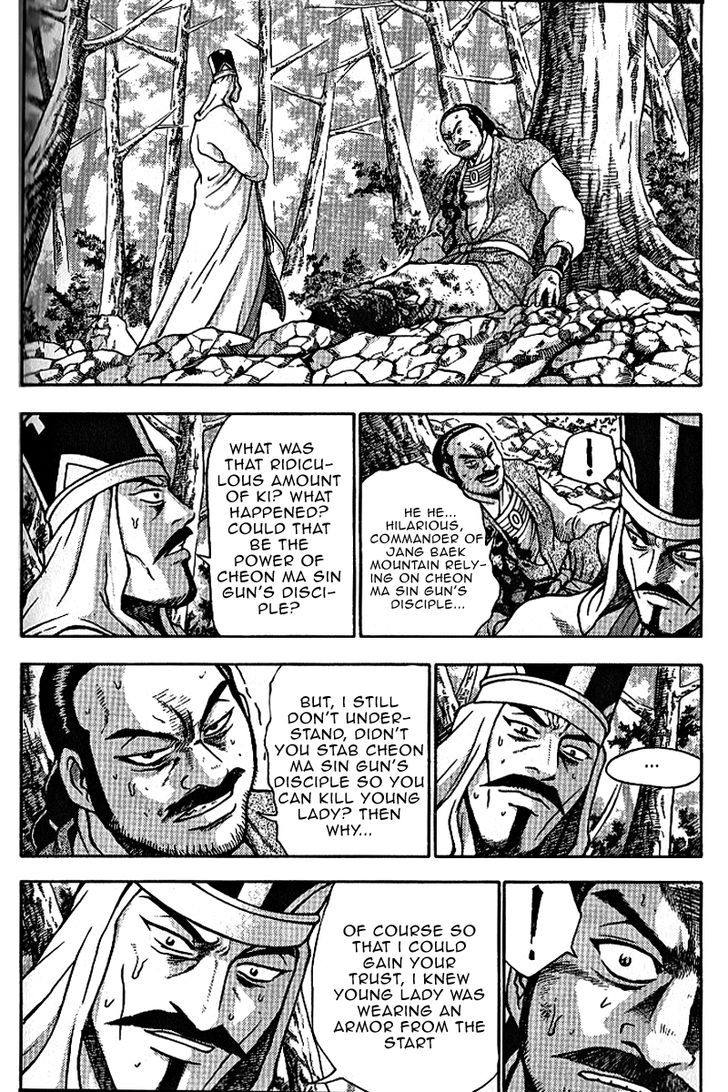 WHAT WAS
THAT RIDICU-
LOUS AMOUNT
OF KI? WHAT
HAPPENED?
COULD THAT
BE THE
POWER OF
CHEON MA SIN
GUN'S DISCI-
PLE?
HE HE...
HILARIOUS,
COMMANDER OF
JANG BAEK
MOUNTAIN RELY-
ING ON CHEON
MA SIN GUN'S
DISCIPLE...
!
BUT, I STILL
DON'T UNDER-
STAND, DIDN'T
YOU STAB CHEON
MA SIN GUN'S
DISCIPLE SO YOU
CAN KILL YOUNG
LADY? THEN
WHY...
...
OF COURSE SO
THAT I COULD
GAIN YOUR
TRUST, I KNEW
YOUNG LADY WAS
WEARING AN
ARMOR FROM THE
START
!